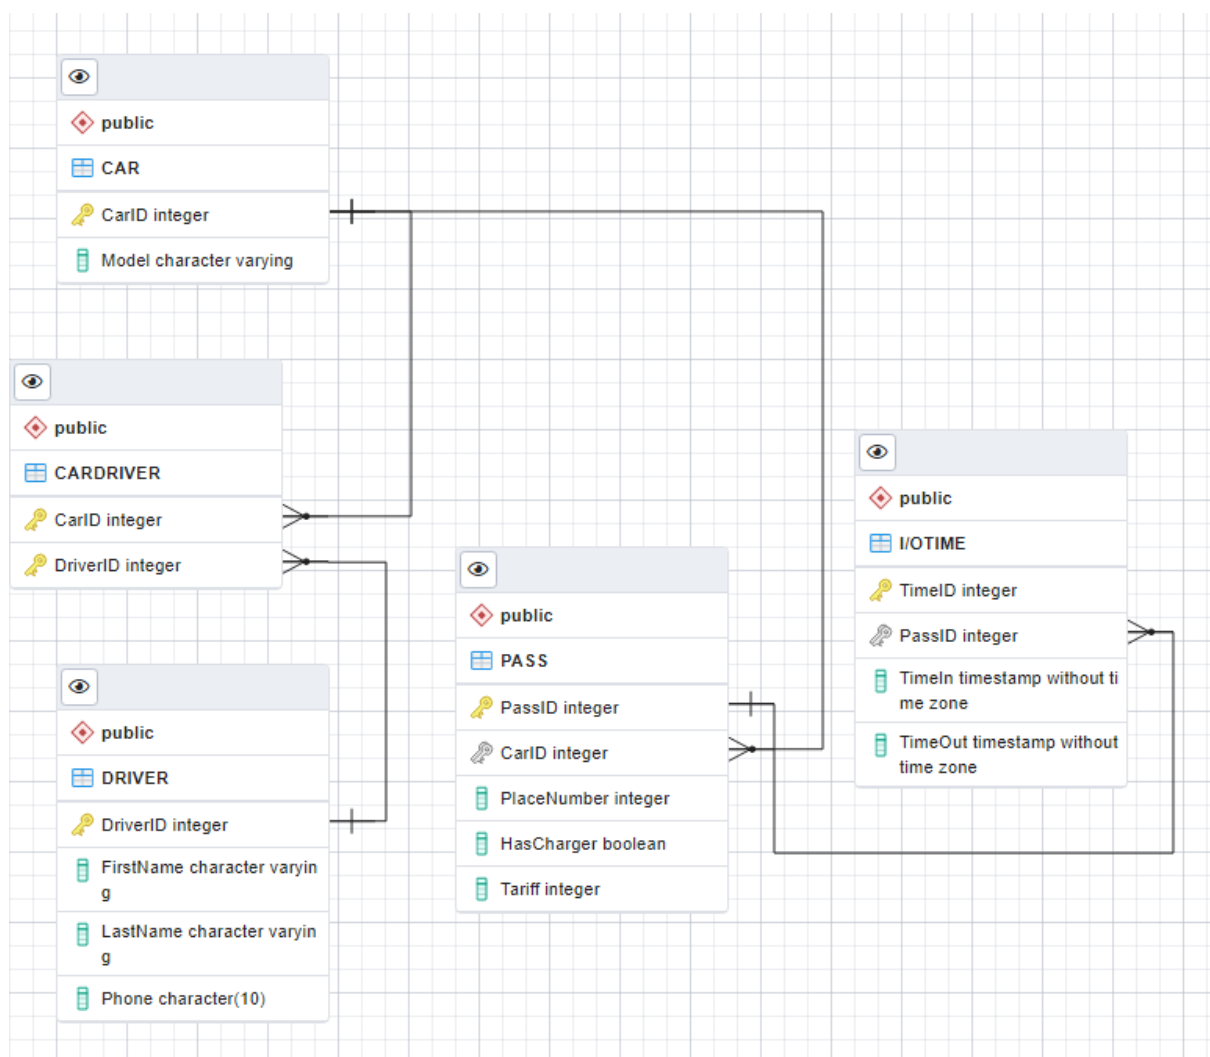 public
CAR
CarID integer
Model character varying
public
CARDRIVER
CarID integer
DriverID integer
public
DRIVER
DriverID integer
FirstName character varyin
g
LastName character varyin
g
Phone character(10)
public
PASS
PassID integer
CarID integer
PlaceNumber integer
HasCharger boolean
Tariff integer
public
I/OTIME
TimeID integer
PassID integer
TimeIn timestamp without ti
me zone
TimeOut timestamp without
time zone